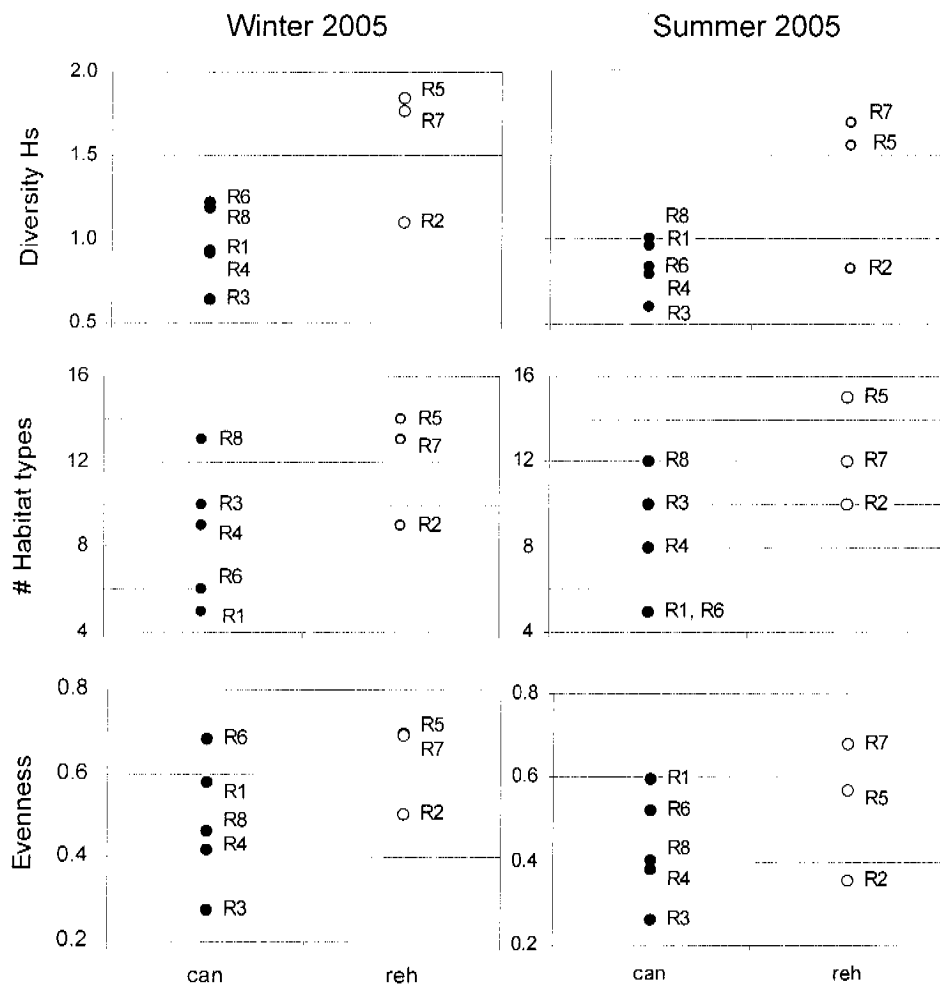 Winter 2005 Summer 2005
Diversity Hs
2.0
1.5
1.0
0.5
R6
R8
R1
R4
R3
R5
R7
R2
R8
R1
R6
R4
R3
R7
R5
R2
# Habitat types
16
12
8
4
R8
R3
R4
R6
R1
R5
R7
R2
16
12
8
4
R8
R3
R4
R1, R6
R5
R7
R2
Evenness
0.8
0.6
0.4
0.2
R6
R1
R8
R4
R3
R5
R7
R2
0.8
0.6
0.4
0.2
R1
R6
R8
R4
R3
R7
R5
R2
can reh can reh